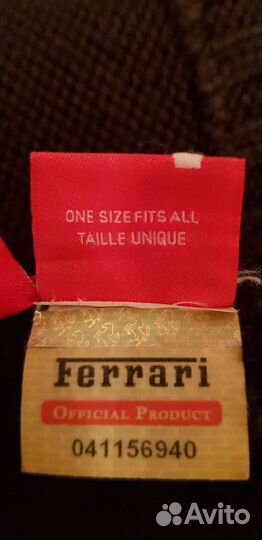 ONE SIZE FITS ALL
TAILLE UNIQUE
Ferrari
OFFICIAL PRODUCT
041156940
Avito